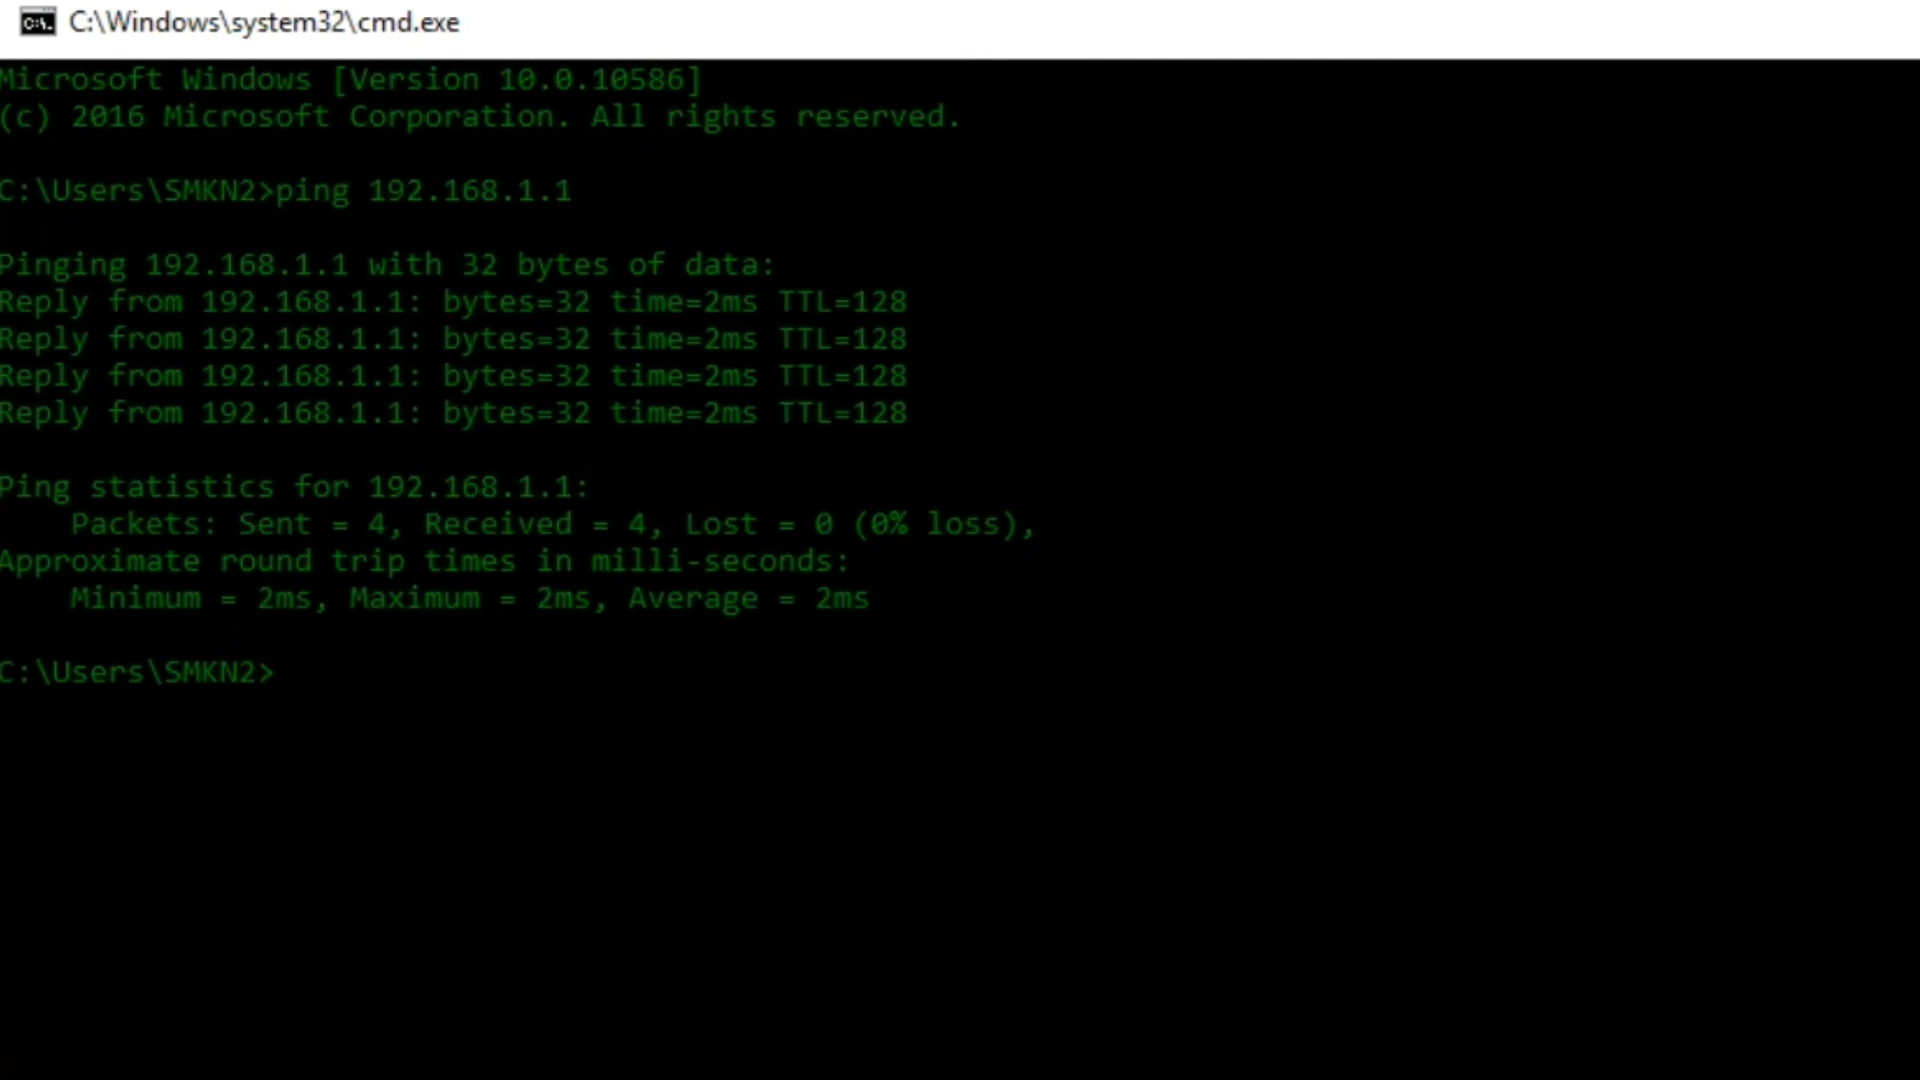 C:\Windows\system32\cmd.exe
Microsoft Windows [Version 10.0.10586]
(c) 2016 Microsoft Corporation. All rights reserved.
C:\Users\SMKN2>ping 192.168.1.1
Pinging 192.168.1.1 with 32 bytes of data:
Reply from 192.168.1.1: bytes=32 time=2ms TTL=128
Reply from 192.168.1.1: bytes=32 time=2ms TTL=128
Reply from 192.168.1.1: bytes=32 time=2ms TTL=128
Reply from 192.168.1.1: bytes=32 time=2ms TTL=128
Ping statistics for 192.168.1.1:
    Packets: Sent = 4, Received = 4, Lost = 0 (0% loss),
Approximate round trip times in milli-seconds:
    Minimum = 2ms, Maximum = 2ms, Average = 2ms
C:\Users\SMKN2>